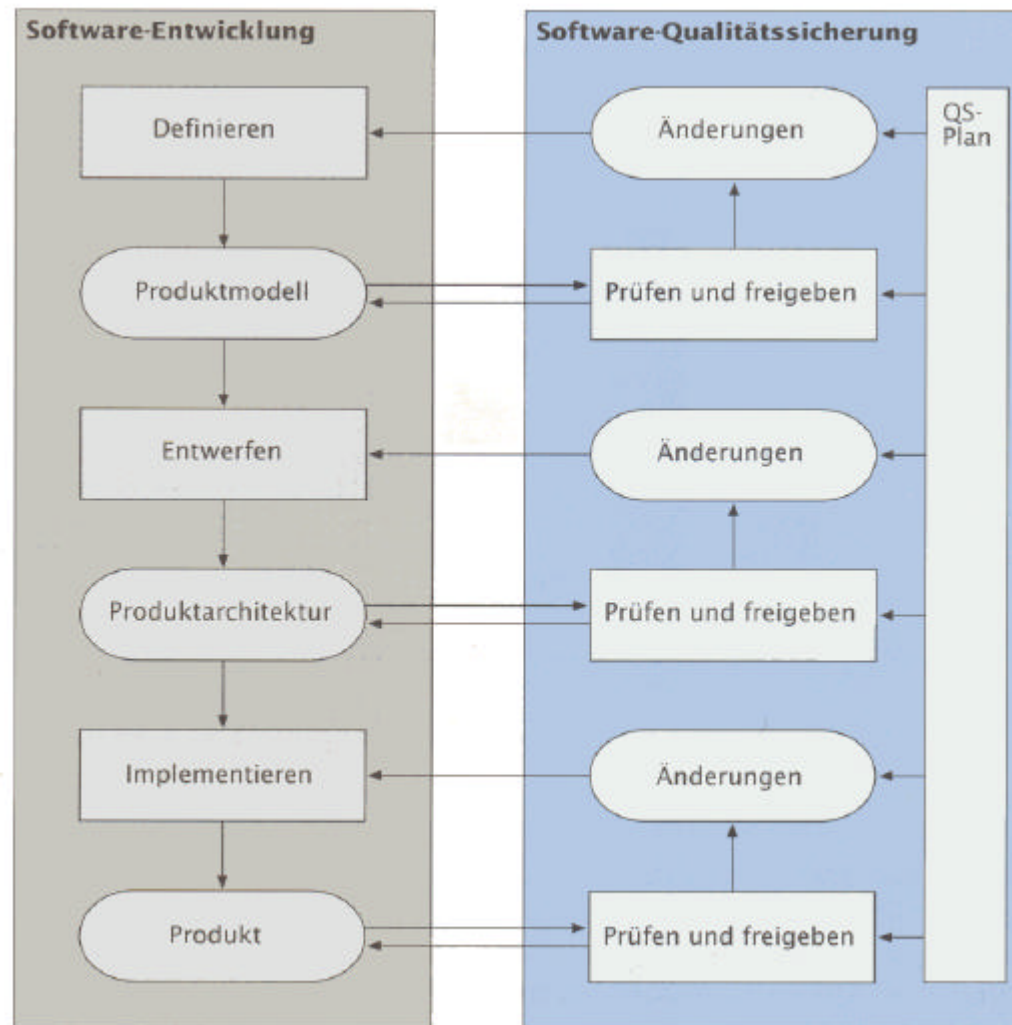 Software-Entwicklung
Software-Qualitätssicherung
Definieren
Änderungen
QS-
Plan
Produktmodell
Prüfen und freigeben
Entwerfen
Änderungen
Produktarchitektur
Prüfen und freigeben
Implementieren
Änderungen
Produkt
Prüfen und freigeben